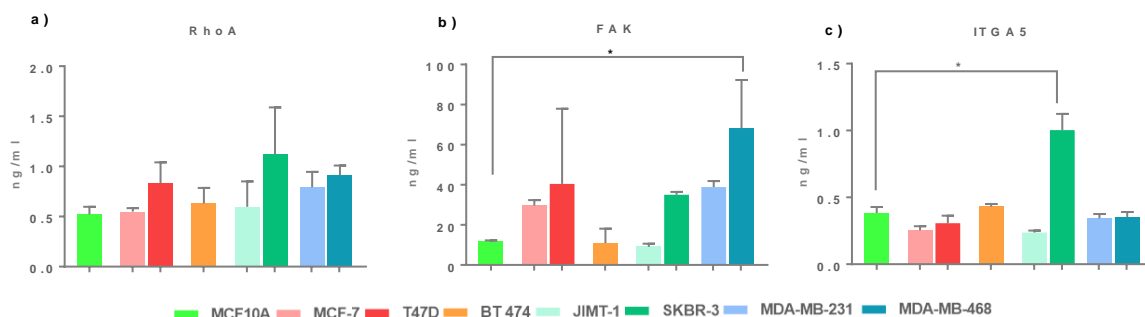 a)
RhoA
ng/ml
2.0
1.5
1.0
0.5
0.0
b)
FAK
*
ng/ml
100
80
60
40
20
0
c)
ITGA5
*
ng/ml
1.5
1.0
0.5
0.0
MCF10A MCF-7 T47D BT 474 JIMT-1 SKBR-3 MDA-MB-231 MDA-MB-468